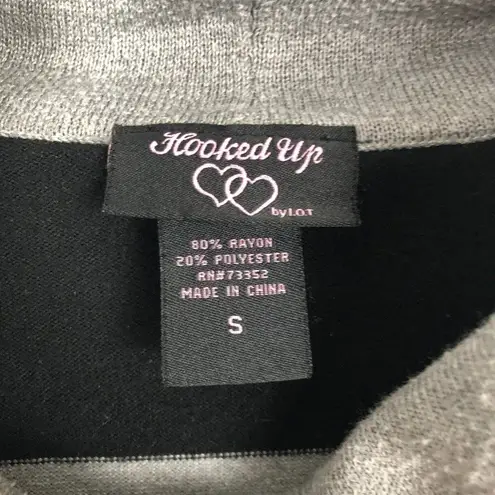 Hooked Up
by I.O.T
80% RAYON
20% POLYESTER
RN#73352
MADE IN CHINA
S